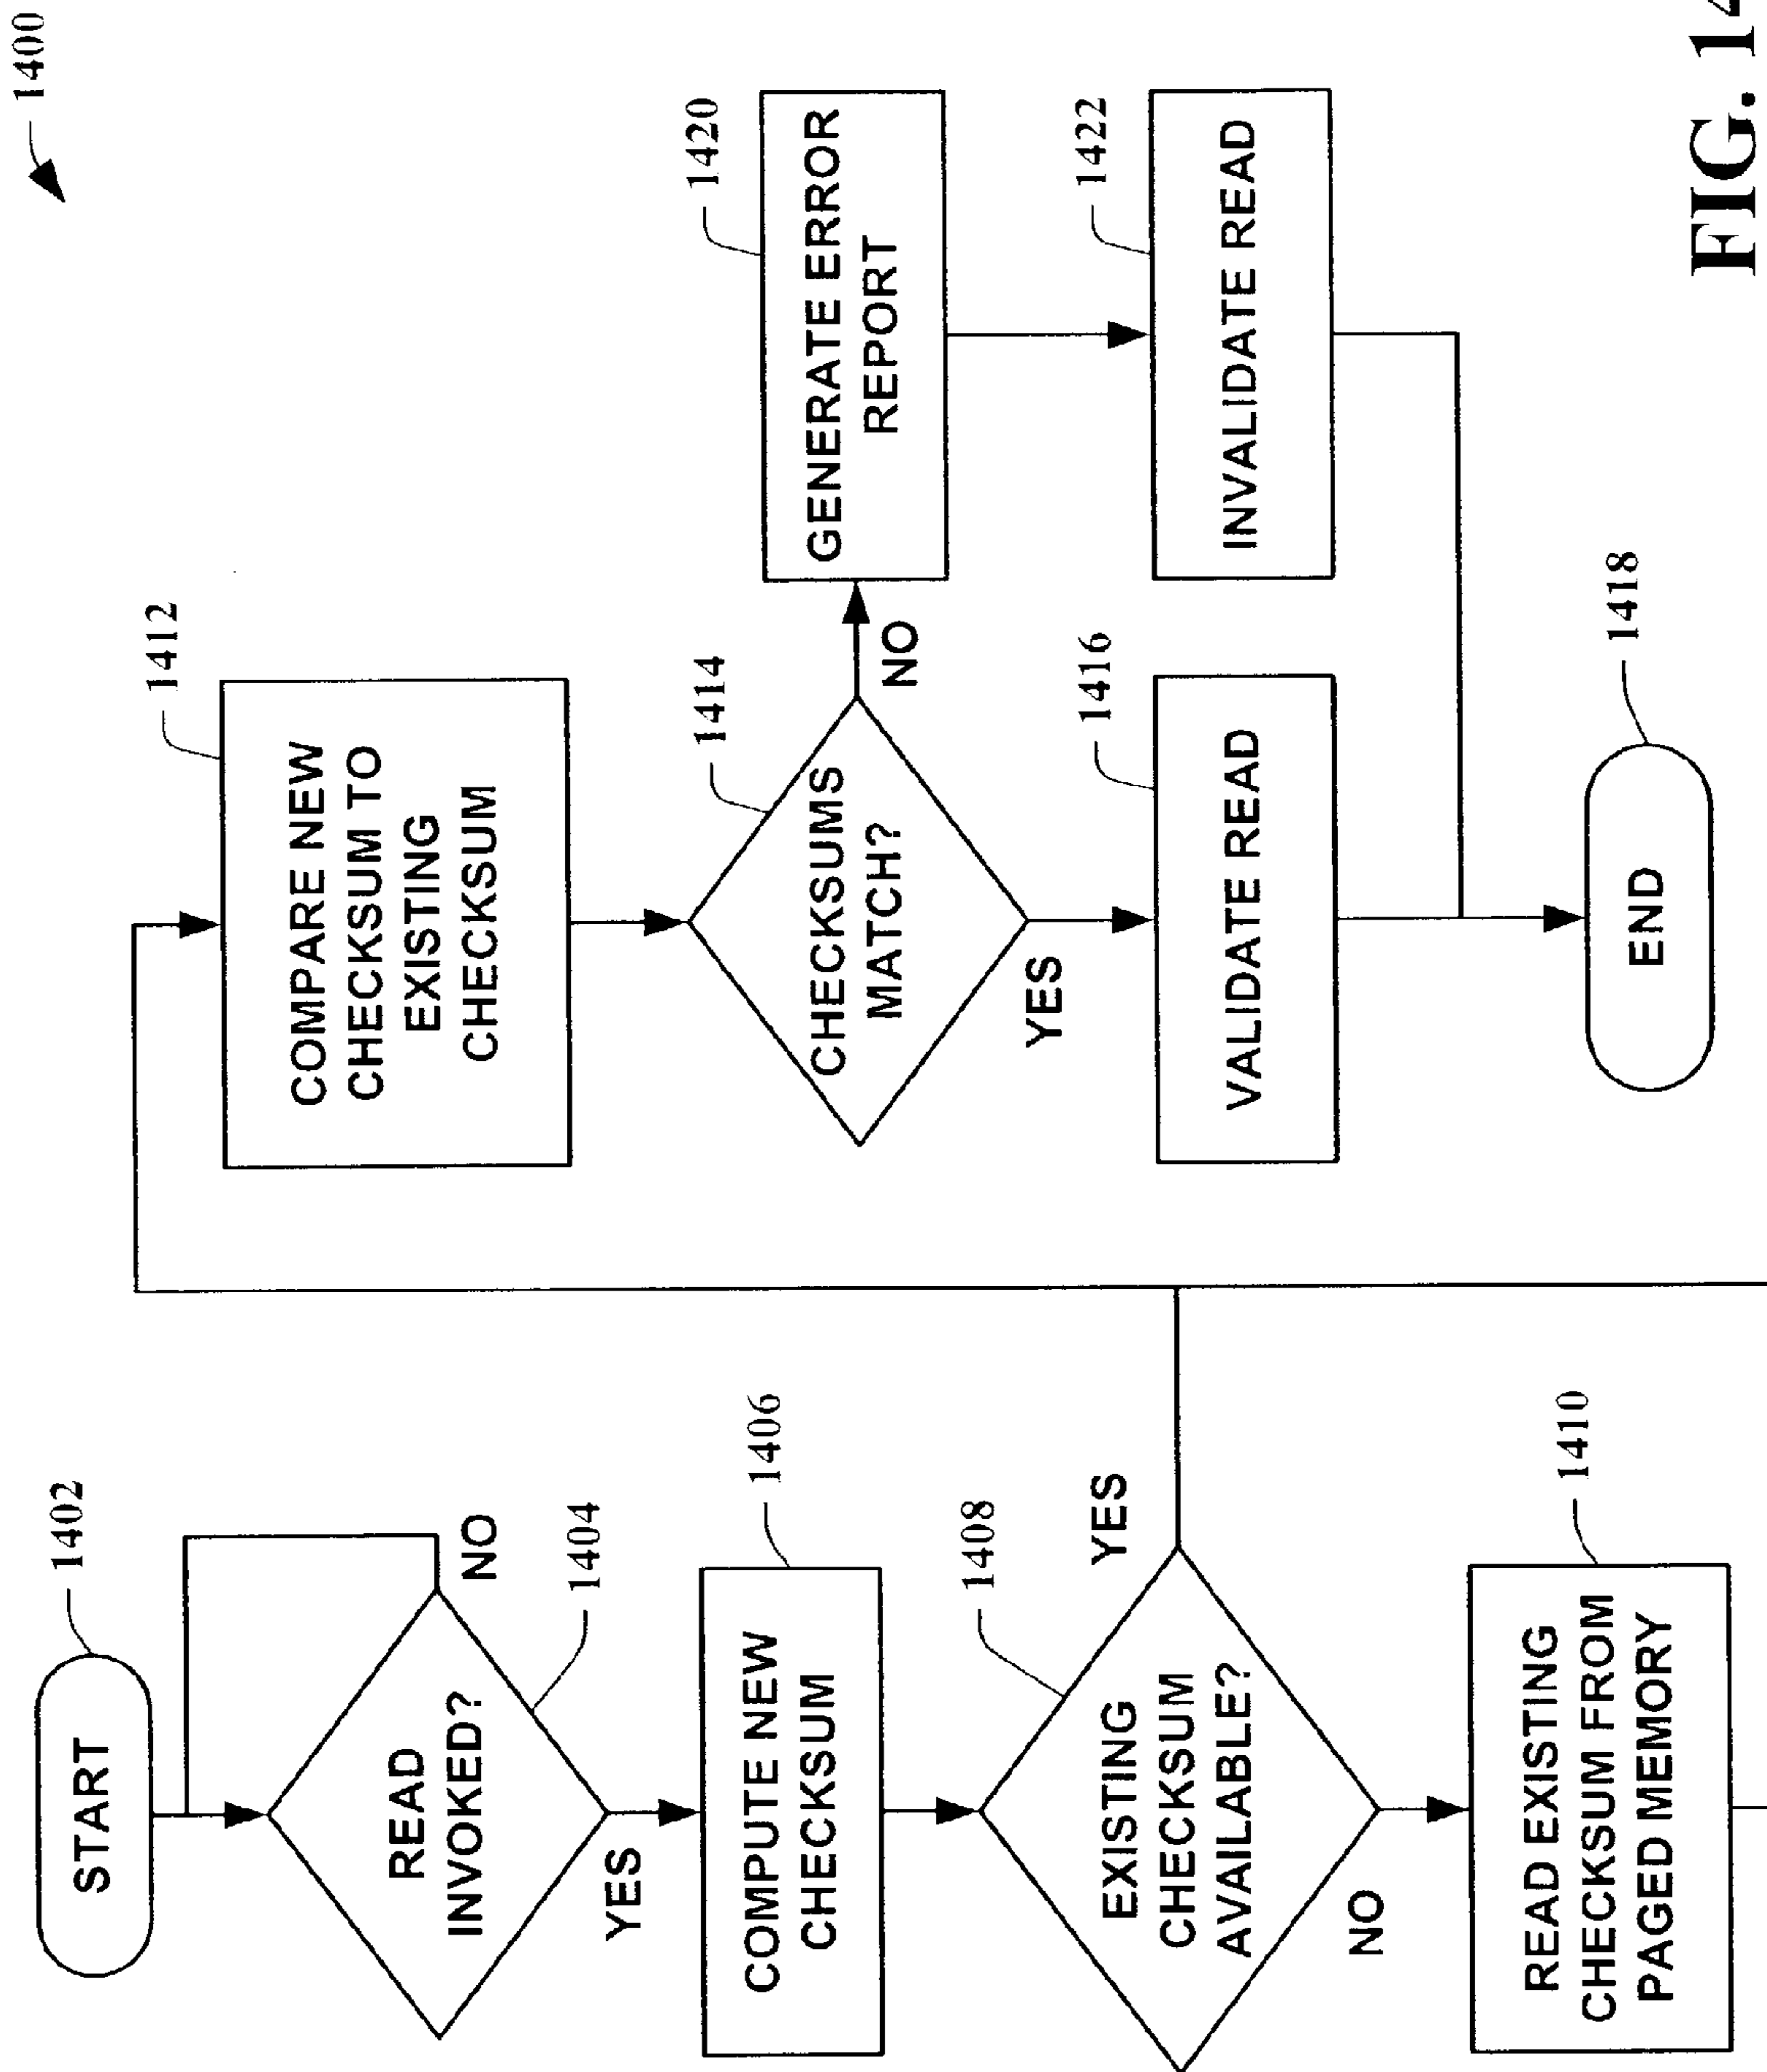 1400
START
1402
READ
INVOKED?
NO
1404
YES
COMPUTE NEW
CHECKSUM
1406
EXISTING
CHECKSUM
AVAILABLE?
YES
1408
NO
READ EXISTING
CHECKSUM FROM
PAGED MEMORY
1410
COMPARE NEW
CHECKSUM TO
EXISTING
CHECKSUM
1412
CHECKSUMS
MATCH?
1414
NO
YES
GENERATE ERROR
REPORT
1420
VALIDATE READ
1416
INVALIDATE READ
1422
END
1418
FIG. 14